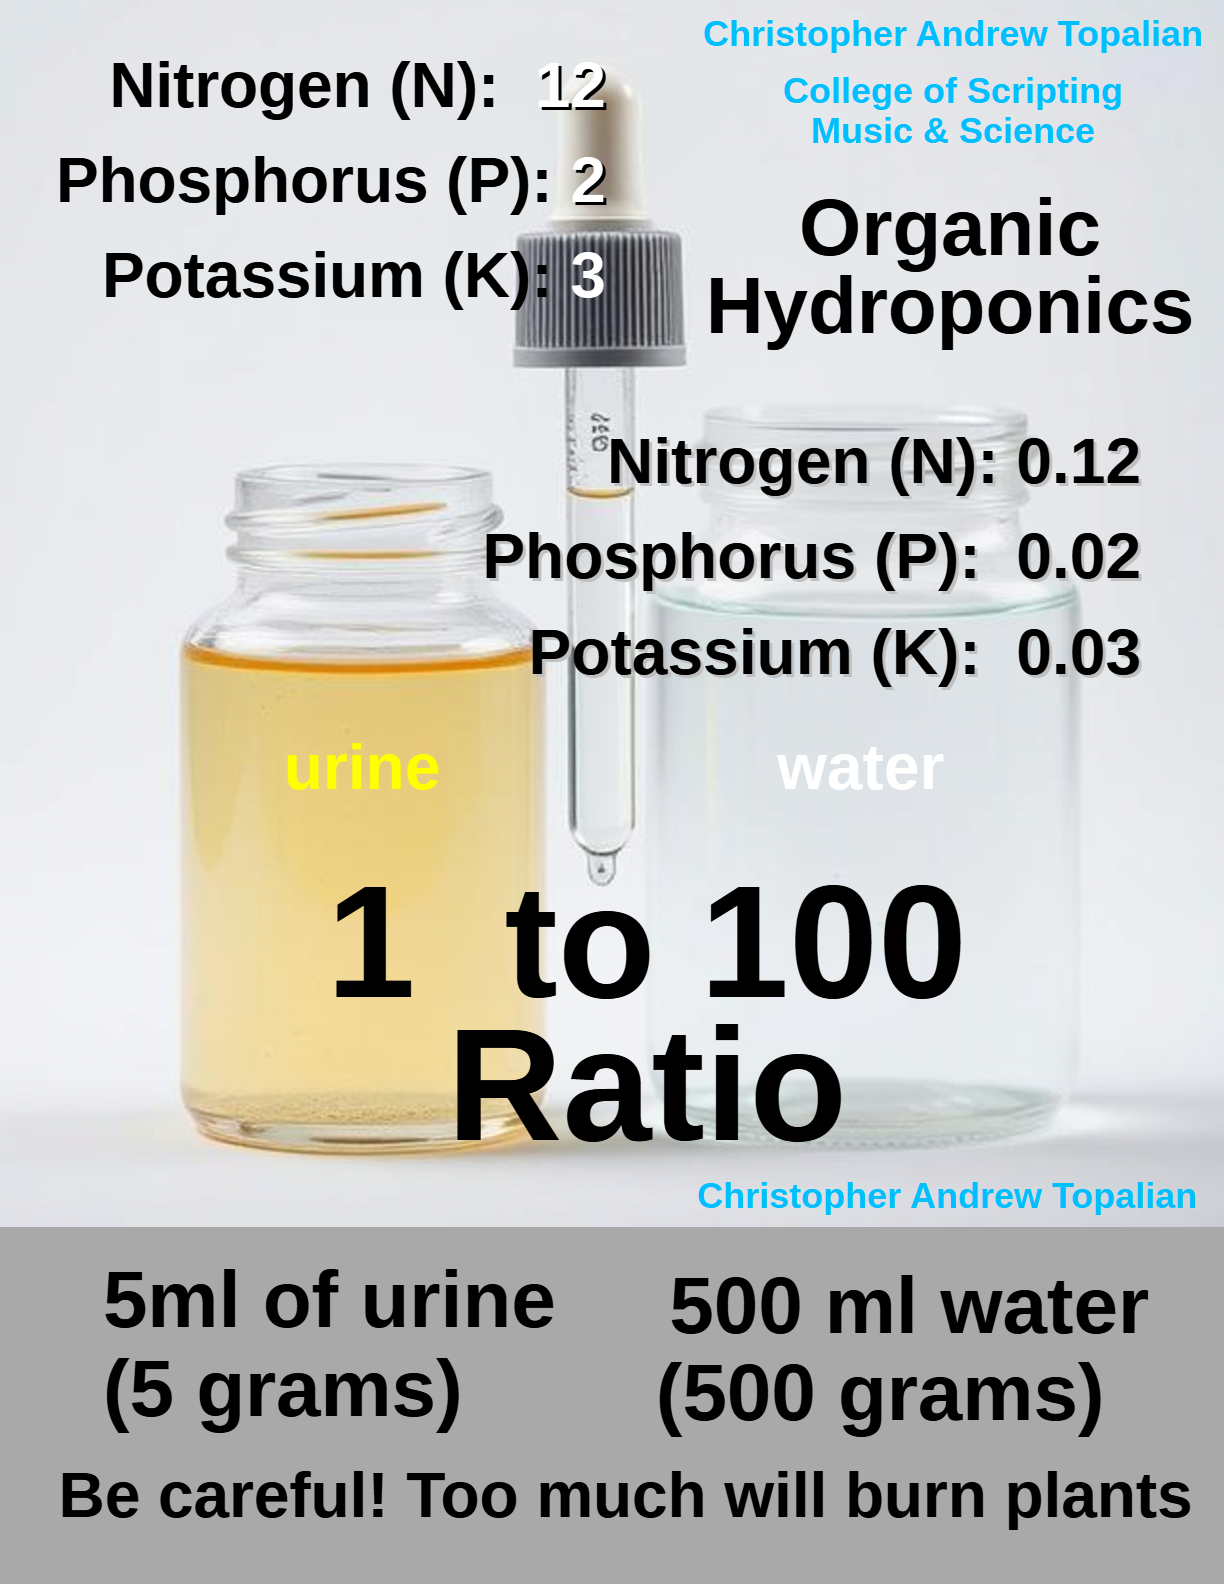 Christopher Andrew Topalian
College of Scripting
Music & Science
Nitrogen (N): 12
Phosphorus (P): 2
Potassium (K): 3
Organic
Hydroponics
Nitrogen (N): 0.12
Phosphorus (P): 0.02
Potassium (K): 0.03
urine
water
1 to 100
Ratio
Christopher Andrew Topalian
5ml of urine
(5 grams)
500 ml water
(500 grams)
Be careful! Too much will burn plants